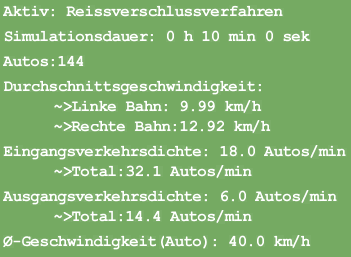 Aktiv: Reissverschlussverfahren
Simulationsdauer: 0 h 10 min 0 sek
Autos:144
Durchschnittsgeschwindigkeit:
~>Linke Bahn: 9.99 km/h
~>Rechte Bahn:12.92 km/h
Eingangsverkehrsdichte: 18.0 Autos/min
~>Total:32.1 Autos/min
Ausgangsverkehrsdichte: 6.0 Autos/min
~>Total:14.4 Autos/min
Ø-Geschwindigkeit(Auto): 40.0 km/h